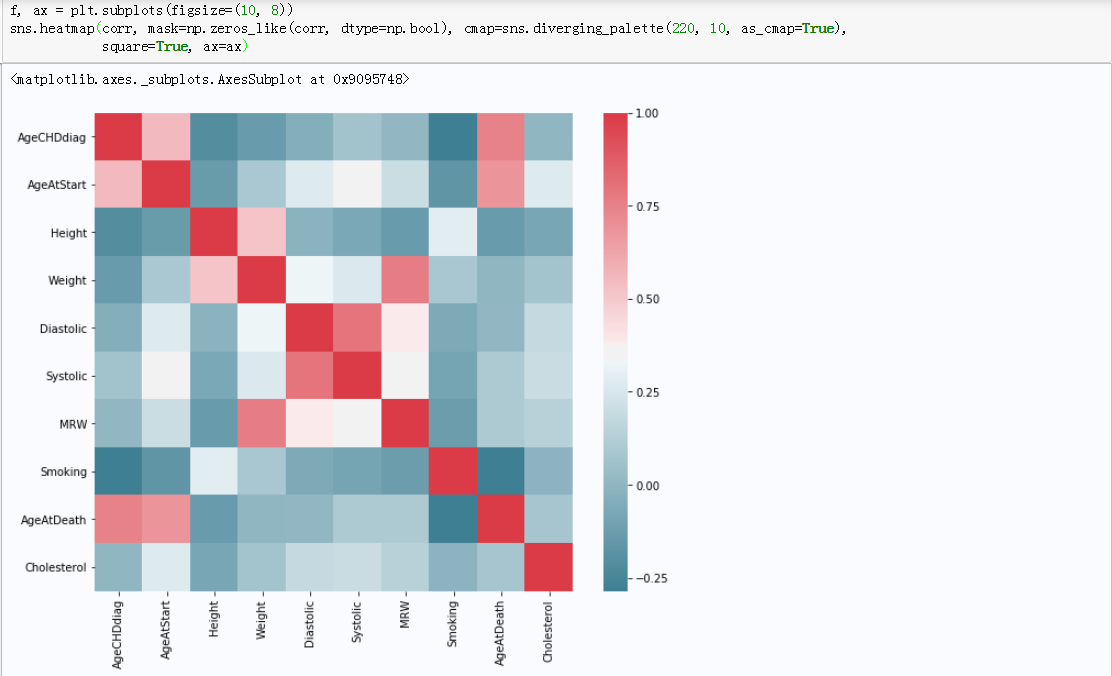 f, ax = plt.subplots(figsize=(10, 8))
sns.heatmap(corr, mask=np.zeros_like(corr, dtype=np.bool), cmap=sns.diverging_palette(220, 10, as_cmap=True),
square=True, ax=ax)
<matplotlib.axes._subplots.AxesSubplot at 0x9095748>
AgeCHDdiag
AgeAtStart
Height
Weight
Diastolic
Systolic
MRW
Smoking
AgeAtDeath
Cholesterol
1.00
0.75
0.50
0.25
0.00
−0.25
AgeCHDdiag
AgeAtStart
Height
Weight
Diastolic
Systolic
MRW
Smoking
AgeAtDeath
Cholesterol